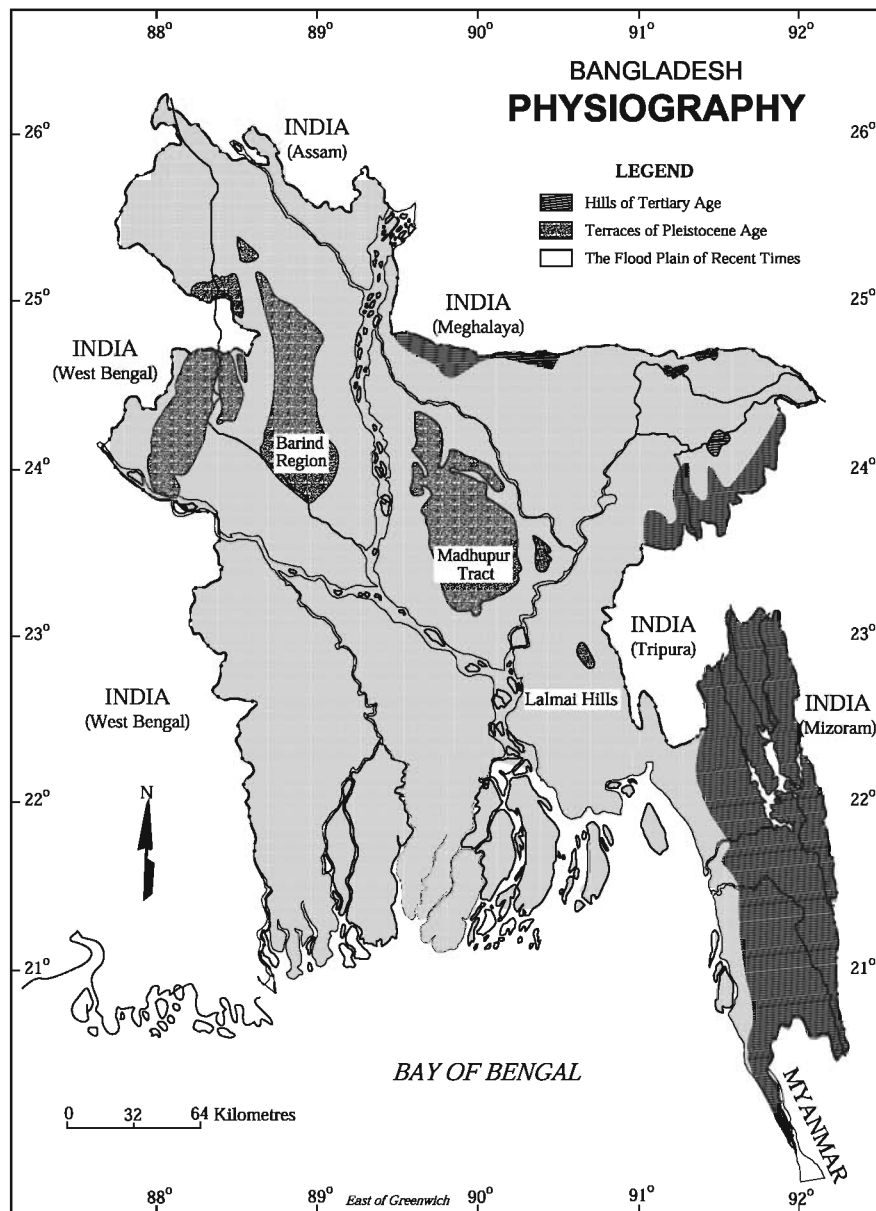 88° 89° 90° 91° 92°
BANGLADESH
PHYSIOGRAPHY
26° 26°
INDIA
(Assam)
LEGEND
Hills of Tertiary Age
Terraces of Pleistocene Age
The Flood Plain of Recent Times
25° 25°
INDIA
(Meghalaya)
INDIA
(West Bengal)
Barind
Region
24° 24°
Madhupur
Tract
23° 23°
INDIA
(Tripura)
INDIA
(West Bengal)
Lalmai Hills
INDIA
(Mizoram)
22° 22°
N
21° 21°
BAY OF BENGAL
MYANMAR
0 32 64 Kilometres
88° 89° East of Greenwich 90° 91° 92°